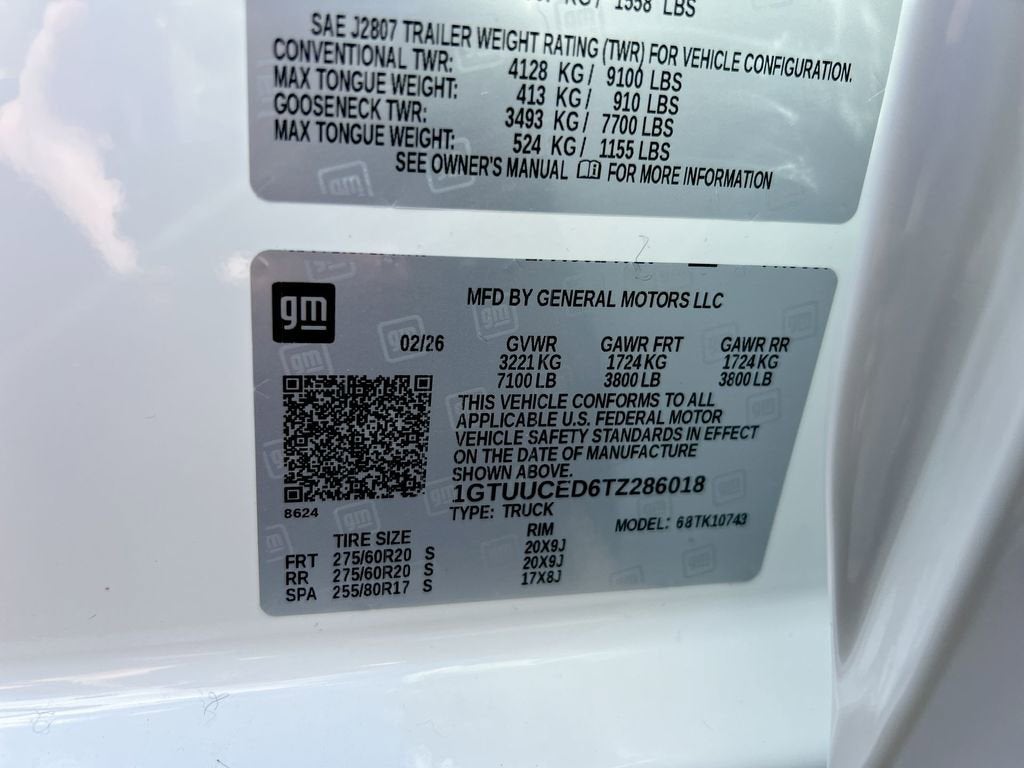 KG / 1558 LBS
SAE J2807 TRAILER WEIGHT RATING (TWR) FOR VEHICLE CONFIGURATION.
CONVENTIONAL TWR: 4128 KG / 9100 LBS
MAX TONGUE WEIGHT: 413 KG / 910 LBS
GOOSENECK TWR: 3493 KG / 7700 LBS
MAX TONGUE WEIGHT: 524 KG / 1155 LBS
SEE OWNER'S MANUAL FOR MORE INFORMATION
gm
MFD BY GENERAL MOTORS LLC
02/26 GVWR GAWR FRT GAWR RR
3221 KG 1724 KG 1724 KG
7100 LB 3800 LB 3800 LB
THIS VEHICLE CONFORMS TO ALL
APPLICABLE U.S. FEDERAL MOTOR
VEHICLE SAFETY STANDARDS IN EFFECT
ON THE DATE OF MANUFACTURE
SHOWN ABOVE.
1GTUUCED6TZ286018
8624 TYPE: TRUCK MODEL: 68TK10743
TIRE SIZE RIM
FRT 275/60R20 S 20X9J
RR 275/60R20 S 20X9J
SPA 255/80R17 S 17X8J